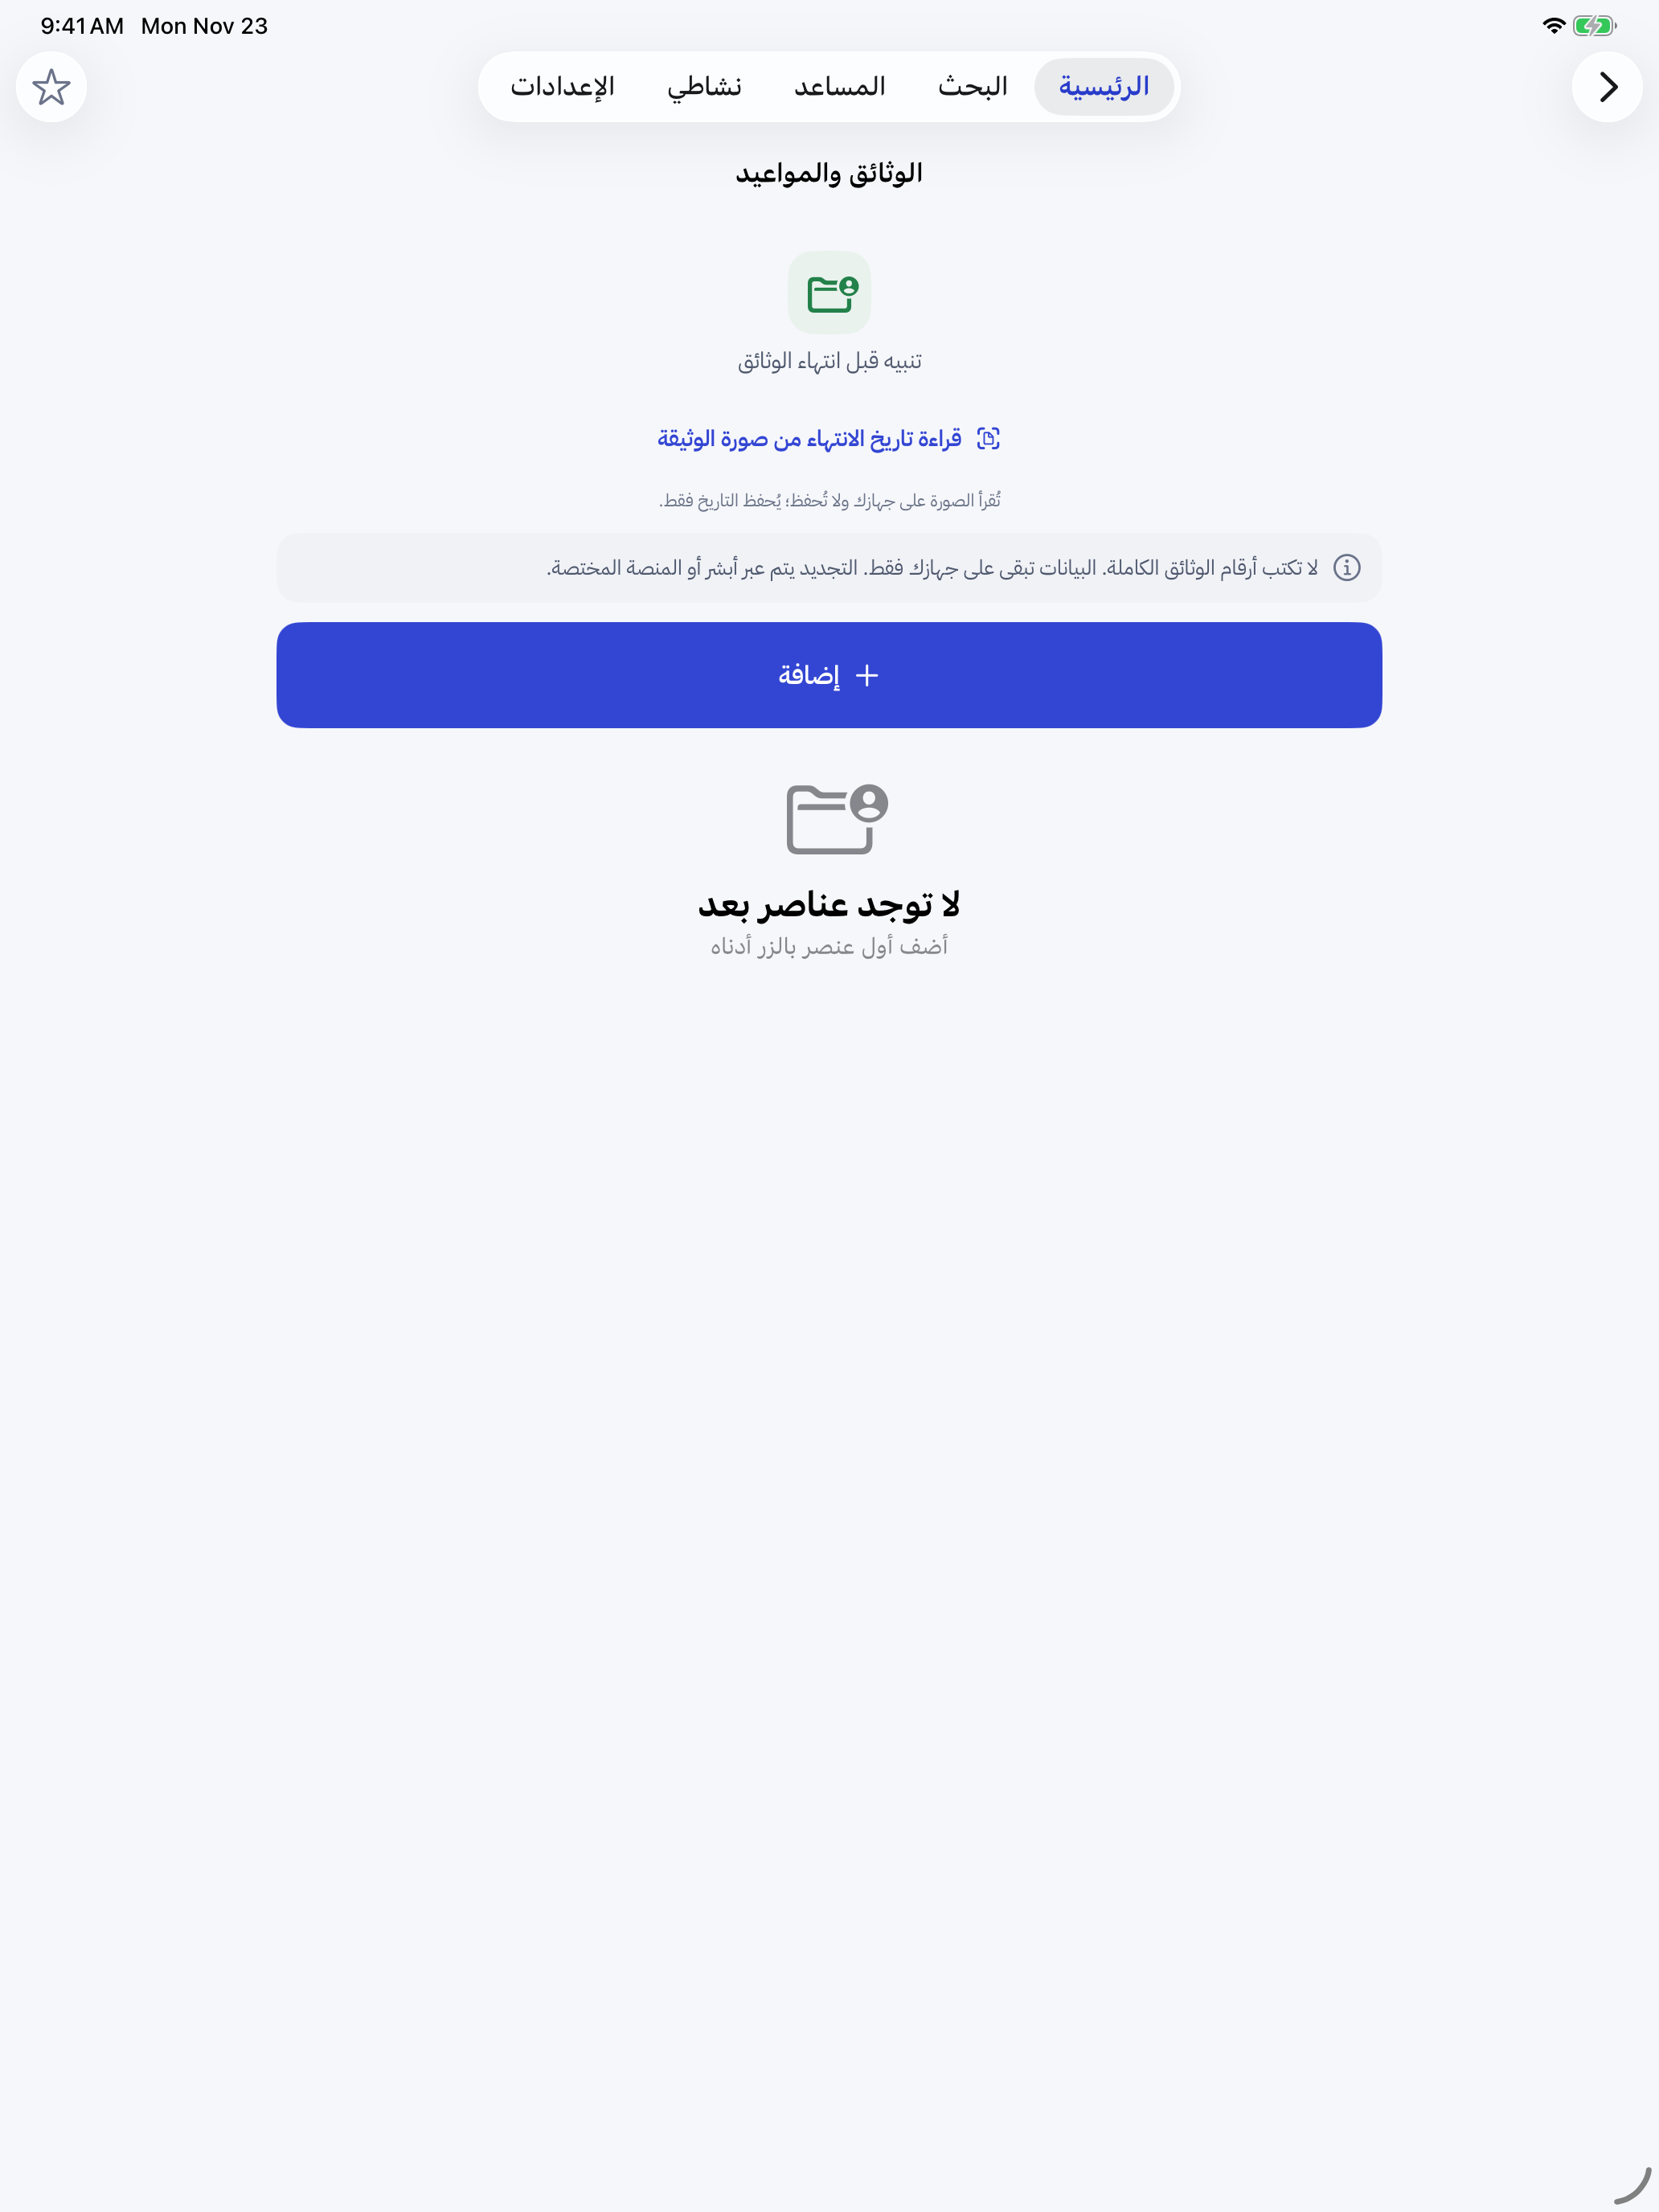 9:41 AM Mon Nov 23
الرئيسية البحث المساعد نشاطي الإعدادات
الوثائق والمواعيد
تنبيه قبل انتهاء الوثائق
قراءة تاريخ الانتهاء من صورة الوثيقة
تُقرأ الصورة على جهازك ولا تُحفظ؛ يُحفظ التاريخ فقط.
لا تكتب أرقام الوثائق الكاملة. البيانات تبقى على جهازك فقط. التجديد يتم عبر أبشر أو المنصة المختصة.
إضافة
لا توجد عناصر بعد
أضف أول عنصر بالزر أدناه